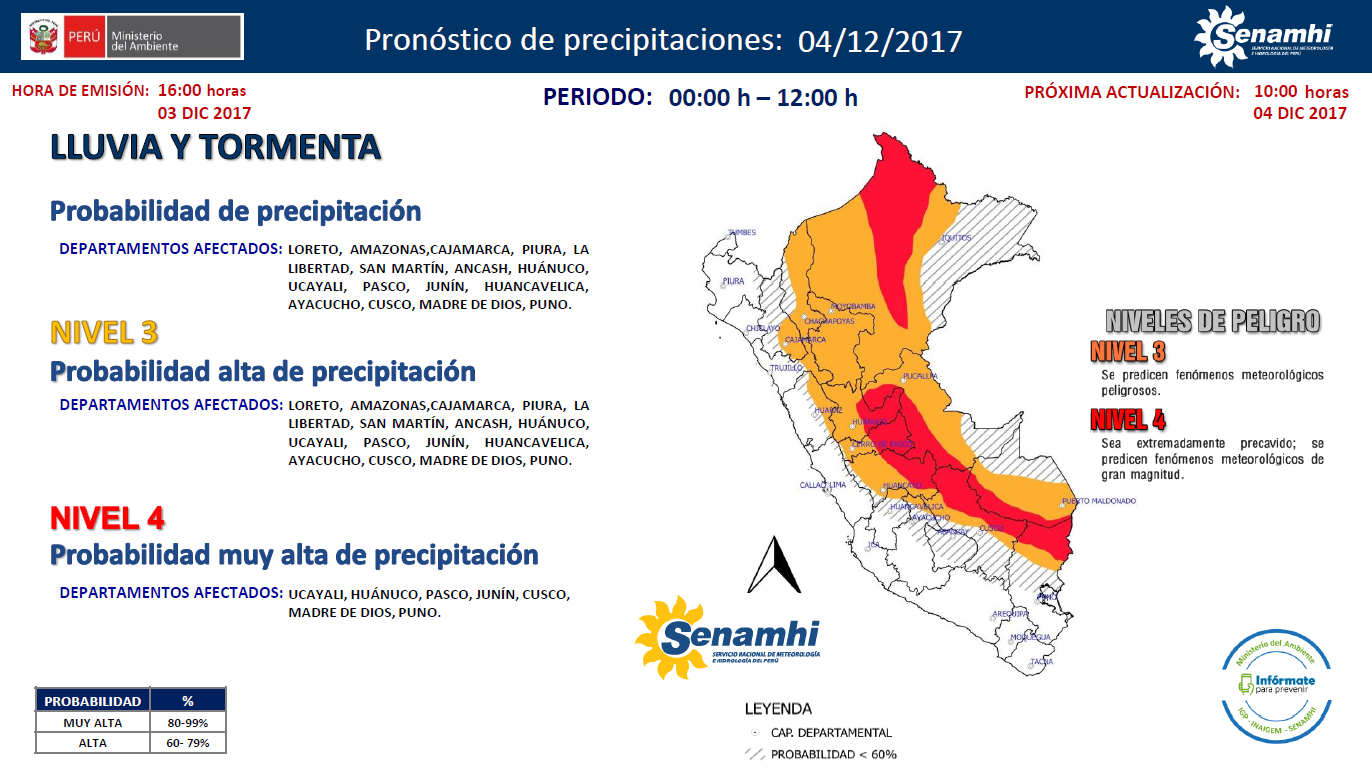 PERÚ
Ministerio
del Ambiente
Pronóstico de precipitaciones: 04/12/2017
Senamhi
SERVICIO NACIONAL DE METEOROLOGÍA
E HIDROLOGÍA DEL PERÚ
HORA DE EMISIÓN: 16:00 horas
03 DIC 2017
PERIODO: 00:00 h – 12:00 h
PRÓXIMA ACTUALIZACIÓN: 10:00 horas
04 DIC 2017
LLUVIA Y TORMENTA
Probabilidad de precipitación
DEPARTAMENTOS AFECTADOS: LORETO, AMAZONAS,CAJAMARCA, PIURA, LA
LIBERTAD, SAN MARTÍN, ANCASH, HUÁNUCO,
UCAYALI, PASCO, JUNÍN, HUANCAVELICA,
AYACUCHO, CUSCO, MADRE DE DIOS, PUNO.
NIVEL 3
Probabilidad alta de precipitación
DEPARTAMENTOS AFECTADOS: LORETO, AMAZONAS,CAJAMARCA, PIURA, LA
LIBERTAD, SAN MARTÍN, ANCASH, HUÁNUCO,
UCAYALI, PASCO, JUNÍN, HUANCAVELICA,
AYACUCHO, CUSCO, MADRE DE DIOS, PUNO.
NIVEL 4
Probabilidad muy alta de precipitación
DEPARTAMENTOS AFECTADOS: UCAYALI, HUÁNUCO, PASCO, JUNÍN, CUSCO,
MADRE DE DIOS, PUNO.
PROBABILIDAD %
MUY ALTA 80-99%
ALTA 60- 79%
TUMBES
IQUITOS
PIURA
MOYOBAMBA
CHACHAPOYAS
CHICLAYO
CAJAMARCA
TRUJILLO
PUCALLPA
HUARAZ
HUANUCO
CERRO DE PASCO
CALLAO LIMA
HUANCAYO
PUERTO MALDONADO
HUANCAVELICA
AYACUCHO
ABANCAY
CUSCO
ICA
PUNO
AREQUIPA
MOQUEGUA
TACNA
Senamhi
SERVICIO NACIONAL DE METEOROLOGÍA
E HIDROLOGÍA DEL PERÚ
LEYENDA
CAP. DEPARTAMENTAL
PROBABILIDAD < 60%
NIVELES DE PELIGRO
NIVEL 3
Se predicen fenómenos meteorológicos
peligrosos.
NIVEL 4
Sea extremadamente precavido; se
predicen fenómenos meteorológicos de
gran magnitud.
Ministerio del Ambiente
Infórmate
para prevenir
IGP - INAIGEM - SENAMHI